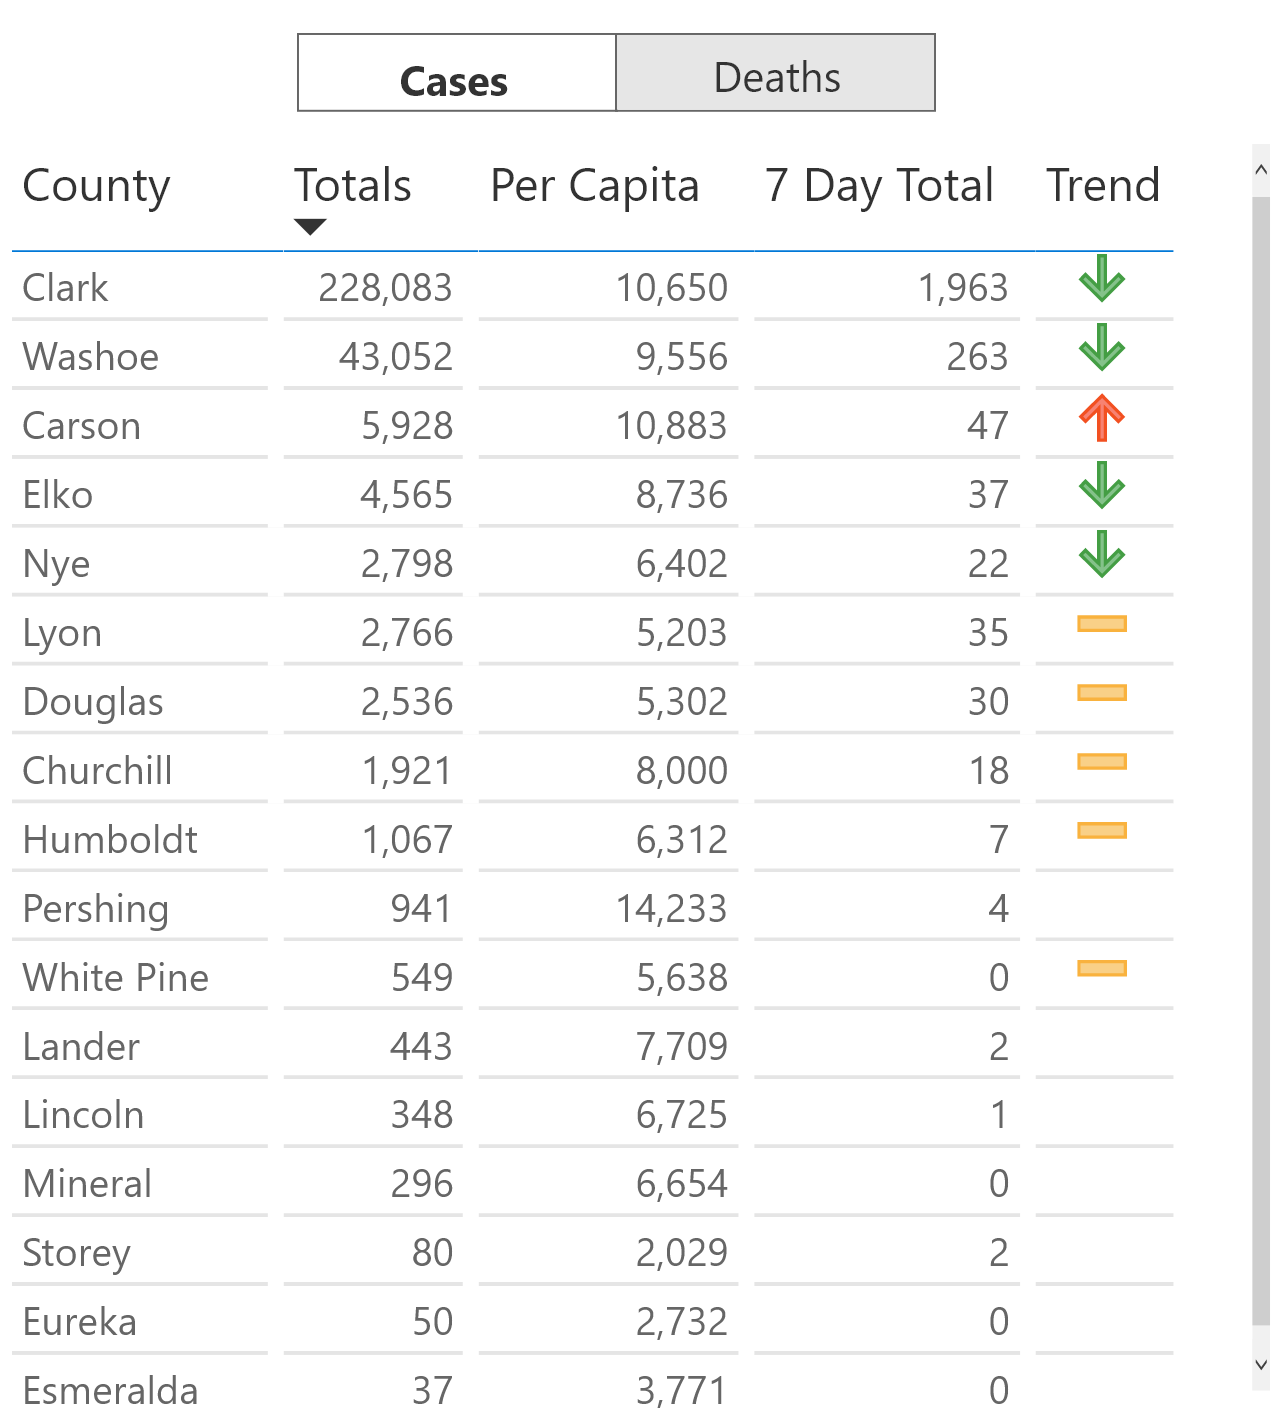 Cases Deaths
County Totals Per Capita 7 Day Total Trend
Clark 228,083 10,650 1,963
Washoe 43,052 9,556 263
Carson 5,928 10,883 47
Elko 4,565 8,736 37
Nye 2,798 6,402 22
Lyon 2,766 5,203 35
Douglas 2,536 5,302 30
Churchill 1,921 8,000 18
Humboldt 1,067 6,312 7
Pershing 941 14,233 4
White Pine 549 5,638 0
Lander 443 7,709 2
Lincoln 348 6,725 1
Mineral 296 6,654 0
Storey 80 2,029 2
Eureka 50 2,732 0
Esmeralda 37 3,771 0